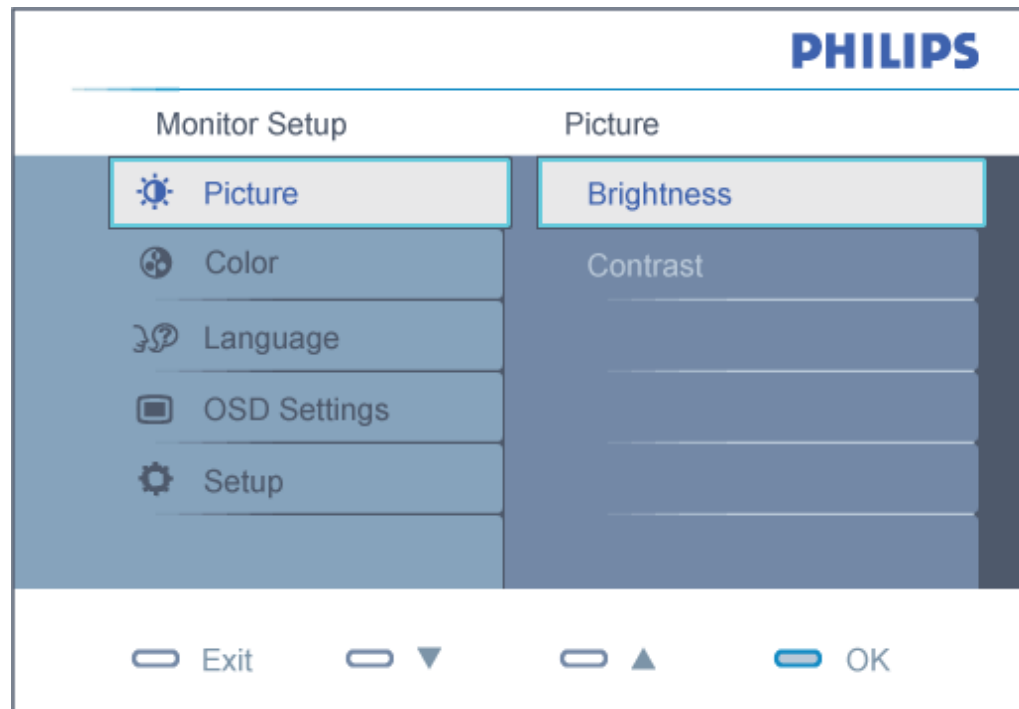 PHILIPS
Monitor Setup Picture
Picture Brightness
Color Contrast
Language
OSD Settings
Setup
Exit ▼ ▲ OK